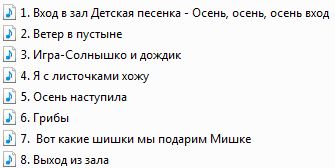 1. Вход в зал Детская песенка - Осень, осень, осень вход
2. Ветер в пустыне
3. Игра-Солнышко и дождик
4. Я с листочками хожу
5. Осень наступила
6. Грибы
7.  Вот какие шишки мы подарим Мишке
8. Выход из зала